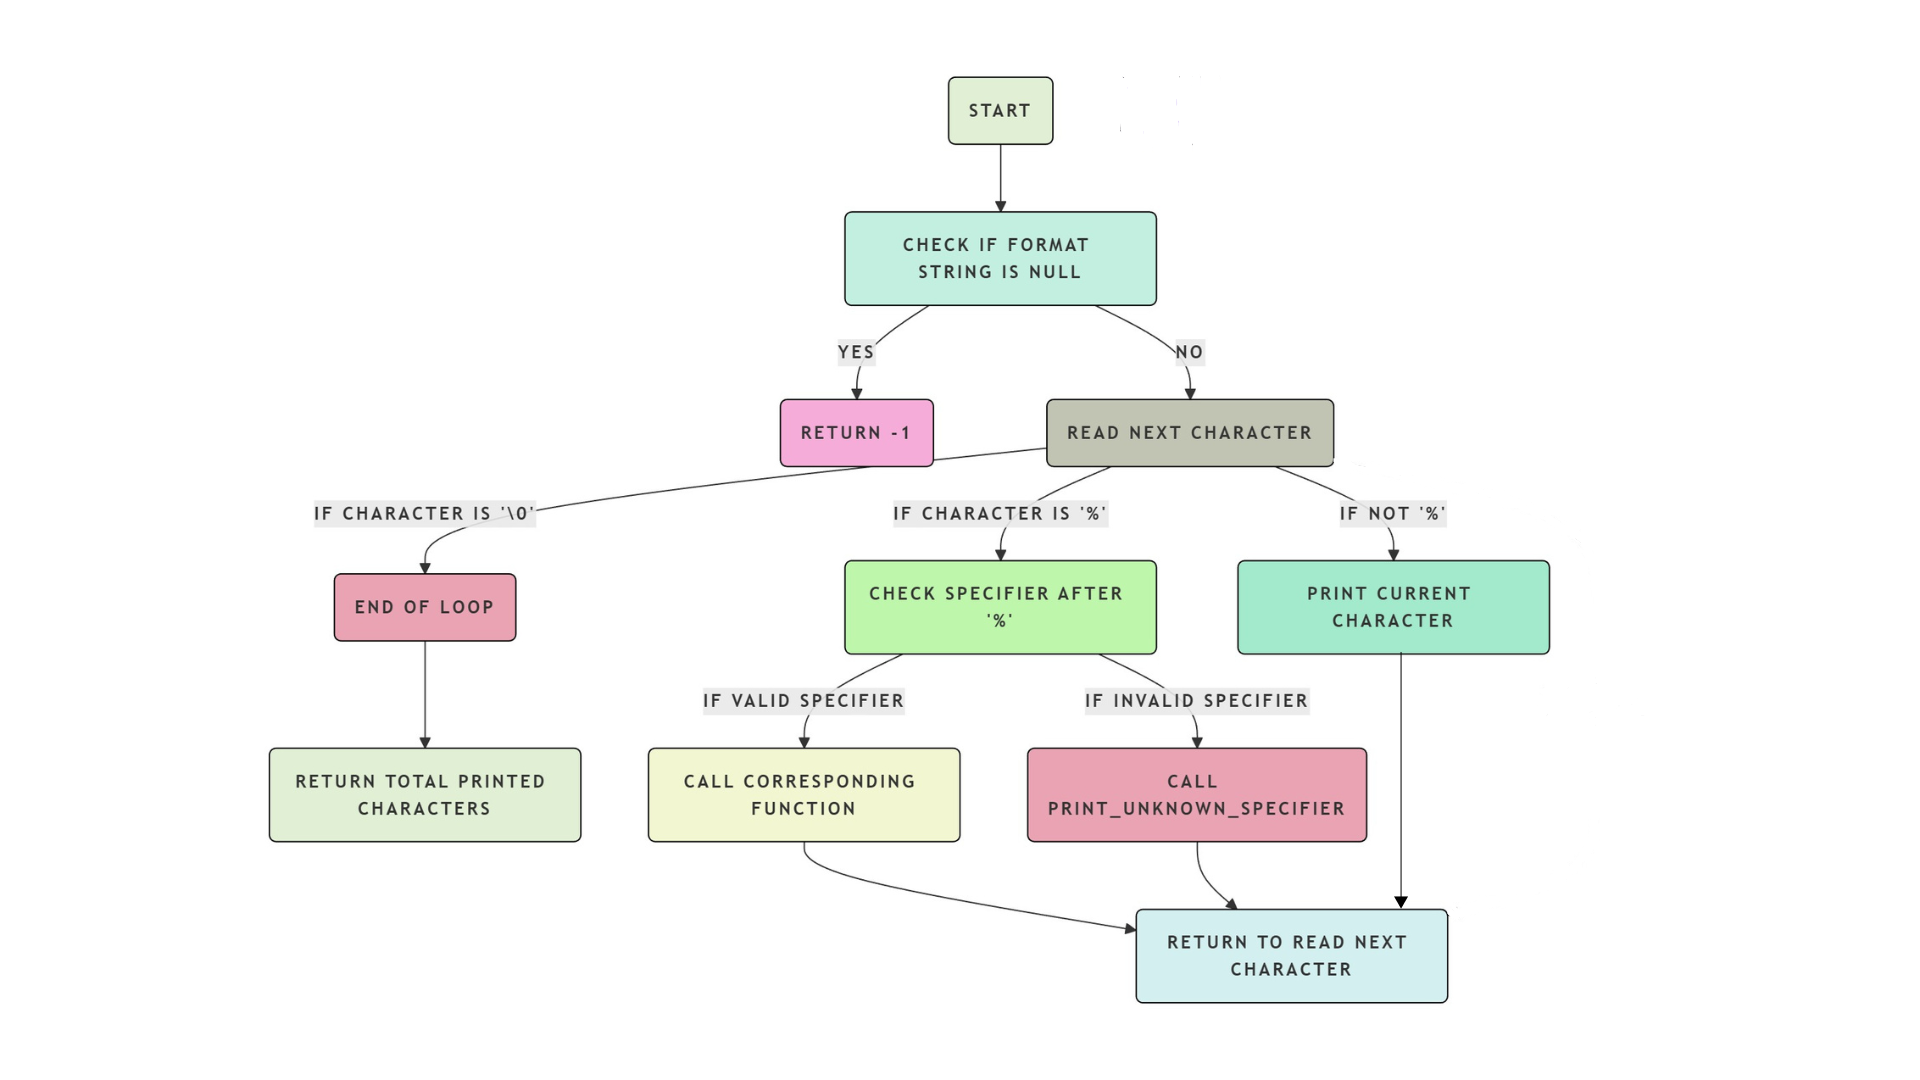 START
CHECK IF FORMAT
STRING IS NULL
YES
NO
RETURN -1
READ NEXT CHARACTER
IF CHARACTER IS '\0'
IF CHARACTER IS '%'
IF NOT '%'
END OF LOOP
CHECK SPECIFIER AFTER
'%'
PRINT CURRENT
CHARACTER
IF VALID SPECIFIER
IF INVALID SPECIFIER
RETURN TOTAL PRINTED
CHARACTERS
CALL CORRESPONDING
FUNCTION
CALL
PRINT_UNKNOWN_SPECIFIER
RETURN TO READ NEXT
CHARACTER